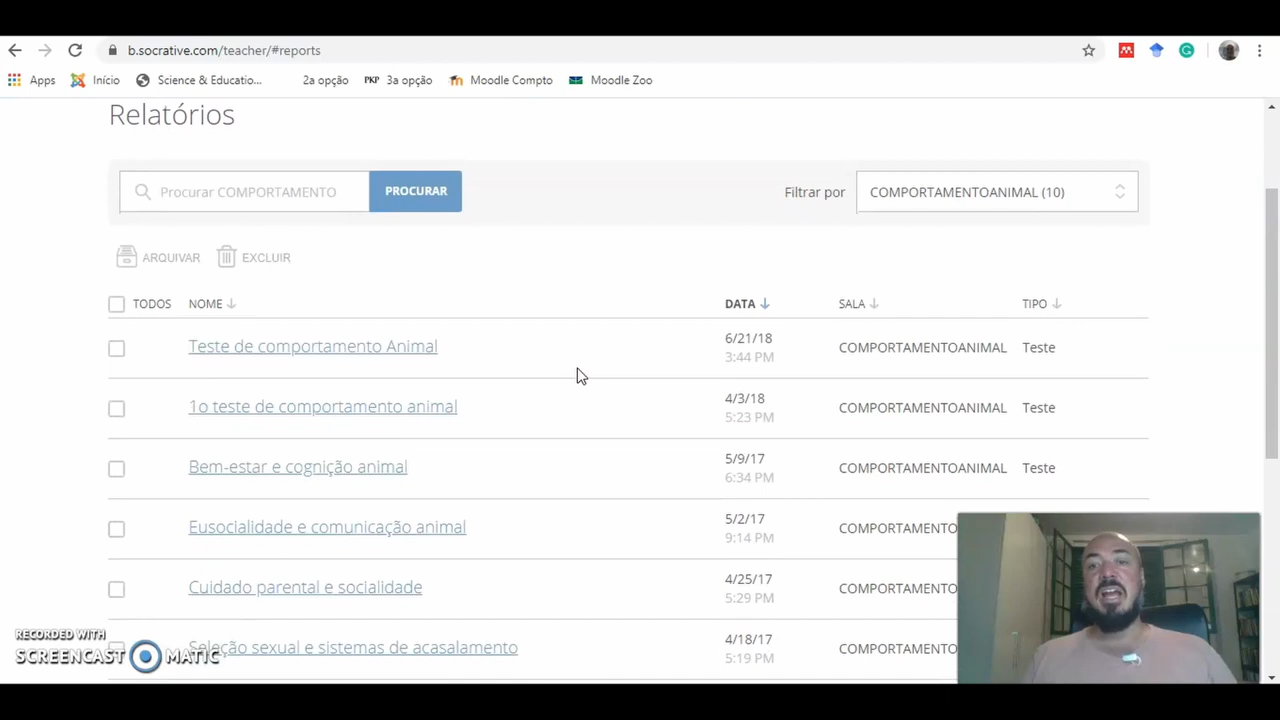 b.socrative.com/teacher/#reports
Apps Início Science & Educatio... 2a opção PKP 3a opção Moodle Compto Moodle Zoo
Relatórios
Procurar COMPORTAMENTO PROCURAR Filtrar por COMPORTAMENTOANIMAL (10)
ARQUIVAR EXCLUIR
TODOS NOME DATA SALA TIPO
Teste de comportamento Animal 6/21/18 3:44 PM COMPORTAMENTOANIMAL Teste
1o teste de comportamento animal 4/3/18 5:23 PM COMPORTAMENTOANIMAL Teste
Bem-estar e cognição animal 5/9/17 6:34 PM COMPORTAMENTOANIMAL Teste
Eusocialidade e comunicação animal 5/2/17 9:14 PM COMPORTAMENTO
Cuidado parental e socialidade 4/25/17 5:29 PM COMPORTAMENTO
Seleção sexual e sistemas de acasalamento 4/18/17 5:19 PM COMPORTAMENTO
RECORDED WITH
SCREENCAST MATIC